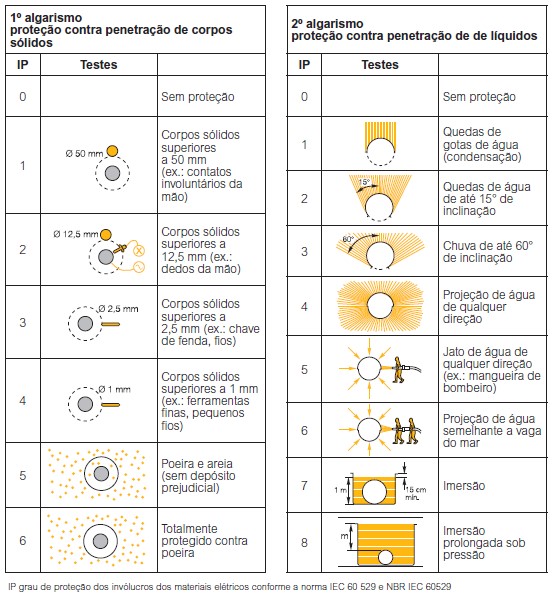 1º algarismo
proteção contra penetração de corpos
sólidos
IP Testes
0 Sem proteção
1 Ø 50 mm Corpos sólidos
superiores
a 50 mm
(ex.: contatos
involuntários da
mão)
2 Ø 12,5 mm Corpos sólidos
superiores a
12,5 mm (ex.:
dedos da mão)
3 Ø 2,5 mm Corpos sólidos
superiores a
2,5 mm (ex.: chave
de fenda, fios)
4 Ø 1 mm Corpos sólidos
superiores a 1 mm
(ex.: ferramentas
finas, pequenos
fios)
5 Poeira e areia
(sem depósito
prejudicial)
6 Totalmente
protegido contra
poeira
2º algarismo
proteção contra penetração de de líquidos
IP Testes
0 Sem proteção
1 Quedas de
gotas de água
(condensação)
2 15° Quedas de água
de até 15° de
inclinação
3 60° Chuva de até 60°
de inclinação
4 Projeção de água
de qualquer
direção
5 Jato de água de
qualquer direção
(ex.: mangueira de
bombeiro)
6 Projeção de água
semelhante a vaga
do mar
7 1 m 15 cm
mín. Imersão
8 m Imersão
prolongada sob
pressão
IP grau de proteção dos invólucros dos materiais elétricos conforme a norma IEC 60 529 e NBR IEC 60529